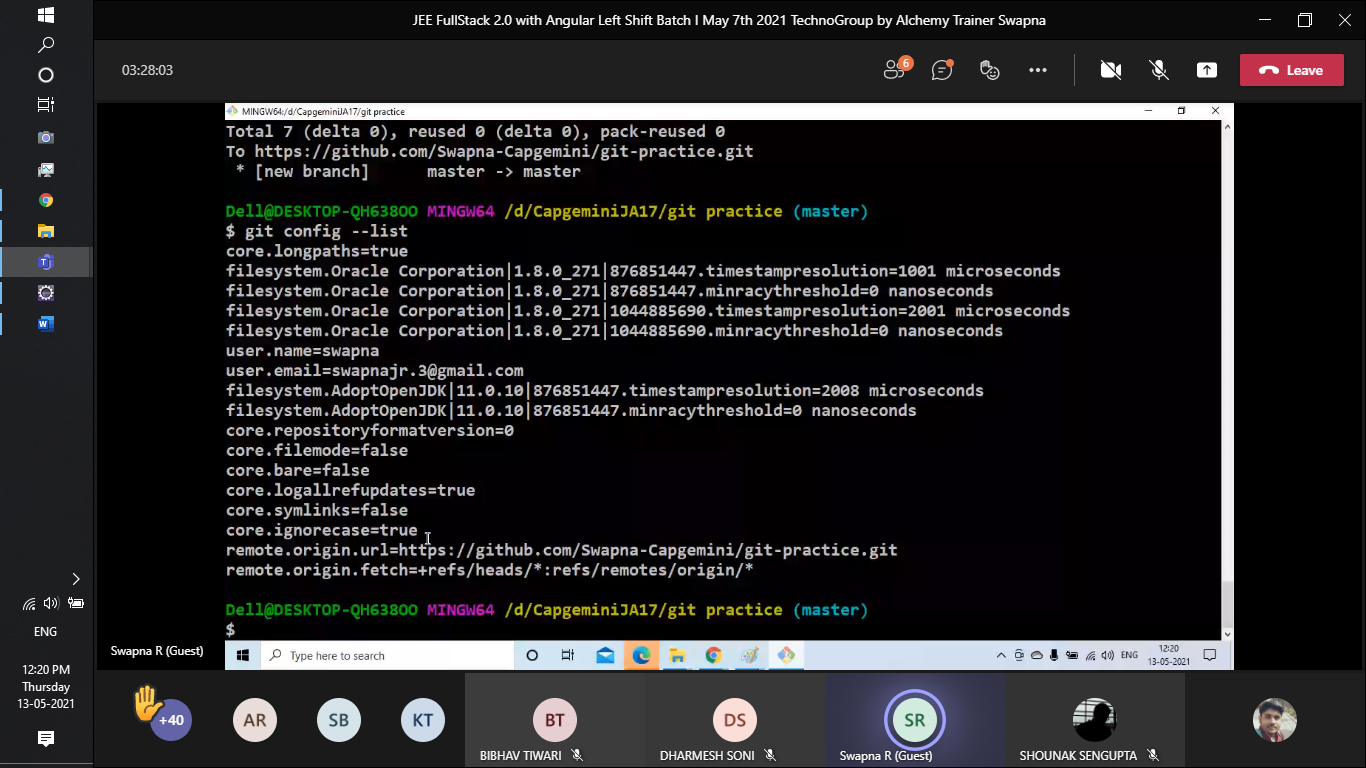 JEE FullStack 2.0 with Angular Left Shift Batch I May 7th 2021 TechnoGroup by Alchemy Trainer Swapna
03:28:03
6
Leave
MINGW64:/d/CapgeminiJA17/git practice
Total 7 (delta 0), reused 0 (delta 0), pack-reused 0
To https://github.com/Swapna-Capgemini/git-practice.git
* [new branch] master -> master
Dell@DESKTOP-QH638OO MINGW64 /d/CapgeminiJA17/git practice (master)
$ git config --list
core.longpaths=true
filesystem.Oracle Corporation|1.8.0_271|876851447.timestampresolution=1001 microseconds
filesystem.Oracle Corporation|1.8.0_271|876851447.minracythreshold=0 nanoseconds
filesystem.Oracle Corporation|1.8.0_271|1044885690.timestampresolution=2001 microseconds
filesystem.Oracle Corporation|1.8.0_271|1044885690.minracythreshold=0 nanoseconds
user.name=swapna
user.email=swapnajr.3@gmail.com
filesystem.AdoptOpenJDK|11.0.10|876851447.timestampresolution=2008 microseconds
filesystem.AdoptOpenJDK|11.0.10|876851447.minracythreshold=0 nanoseconds
core.repositoryformatversion=0
core.filemode=false
core.bare=false
core.logallrefupdates=true
core.symlinks=false
core.ignorecase=true
remote.origin.url=https://github.com/Swapna-Capgemini/git-practice.git
remote.origin.fetch=+refs/heads/*:refs/remotes/origin/*
Dell@DESKTOP-QH638OO MINGW64 /d/CapgeminiJA17/git practice (master)
$
Type here to search
ENG
12:20
13-05-2021
Swapna R (Guest)
ENG
12:20 PM
Thursday
13-05-2021
+40
AR
SB
KT
BT
BIBHAV TIWARI
DS
DHARMESH SONI
SR
Swapna R (Guest)
SHOUNAK SENGUPTA